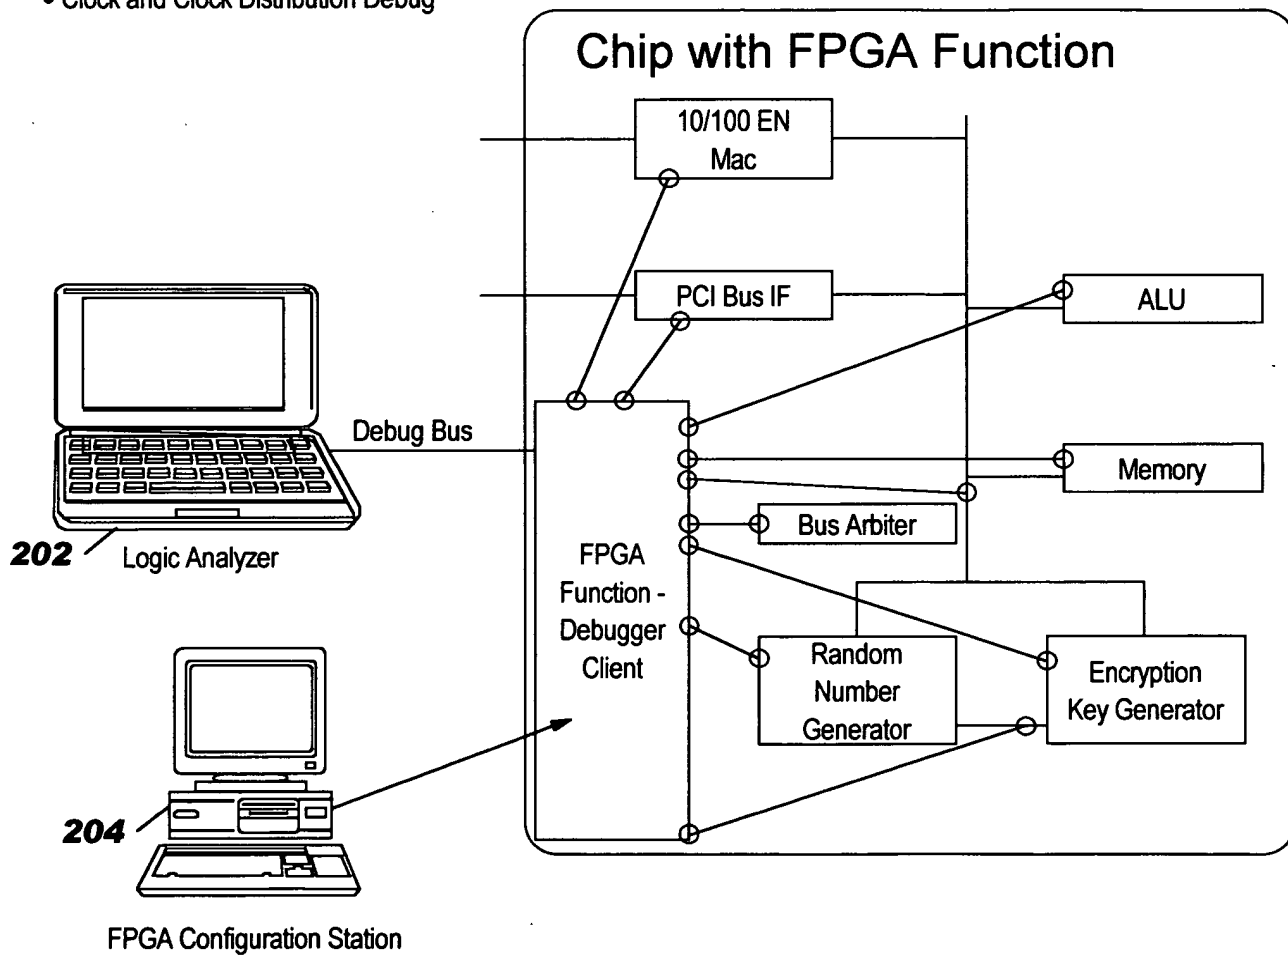 • Clock and Clock Distribution Debug
Chip with FPGA Function
10/100 EN
Mac
PCI Bus IF
ALU
Debug Bus
Memory
Bus Arbiter
202
Logic Analyzer
FPGA
Function -
Debugger
Client
Random
Number
Generator
Encryption
Key Generator
204
FPGA Configuration Station